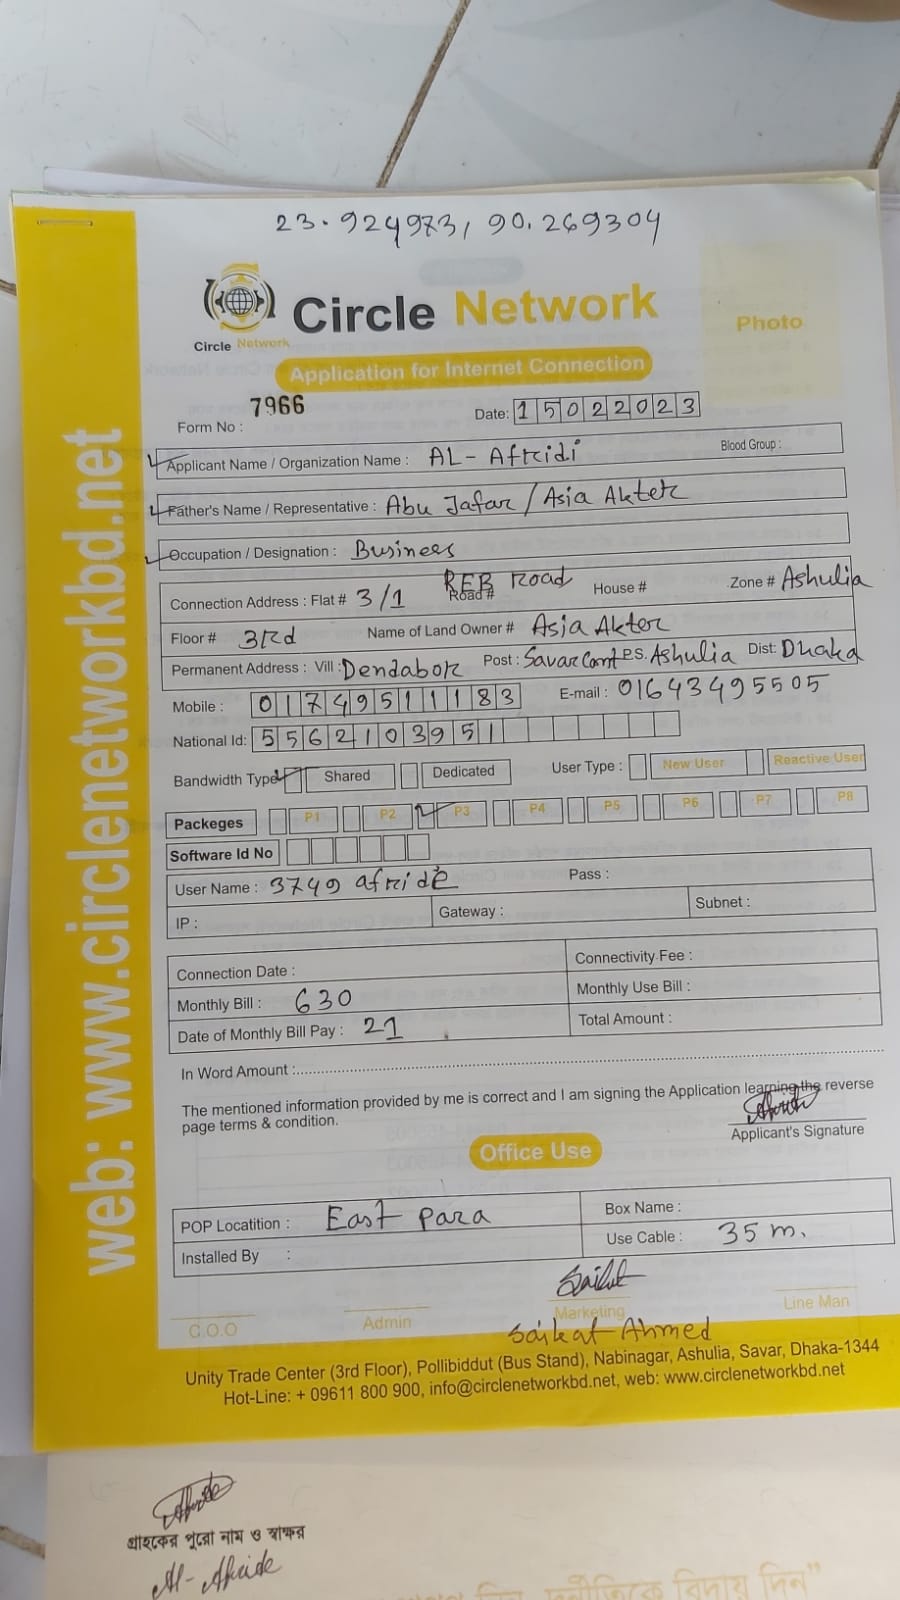 23.924973, 90.269304
Circle Network
Circle Network
Photo
Application for Internet Connection
Form No : 7966
Date: 15022023
Applicant Name / Organization Name : AL- Afridi Blood Group :
Father's Name / Representative : Abu Jafar / Asia Akter
Occupation / Designation : Business
Connection Address : Flat # 3/1 Road # REB Road House # Zone # Ashulia
Floor # 3Rd Name of Land Owner # Asia Akter
Permanent Address : Vill : Dendabor Post : Savar Cant P.S. Ashulia Dist: Dhaka
Mobile : 01749511183 E-mail : 01643495505
National Id: 5562103951
Bandwidth Type Shared Dedicated User Type : New User Reactive User
Packeges P1 P2 P3 P4 P5 P6 P7 P8
Software Id No
User Name : 3749 afride Pass :
IP : Gateway : Subnet :
Connection Date : Connectivity Fee :
Monthly Bill : 630 Monthly Use Bill :
Date of Monthly Bill Pay : 21 Total Amount :
In Word Amount :
The mentioned information provided by me is correct and I am signing the Application learning the reverse
page terms & condition.
Applicant's Signature
Office Use
POP Locatition : East para Box Name :
Installed By : Use Cable : 35 m.
C.O.O Admin Marketing Line Man
Saikat Ahmed
Unity Trade Center (3rd Floor), Pollibiddut (Bus Stand), Nabinagar, Ashulia, Savar, Dhaka-1344
Hot-Line: + 09611 800 900, info@circlenetworkbd.net, web: www.circlenetworkbd.net
web: www.circlenetworkbd.net
গ্রাহকের পুরো নাম ও স্বাক্ষর
Al- Afride
দুর্নীতিকে বিদায় দিন”